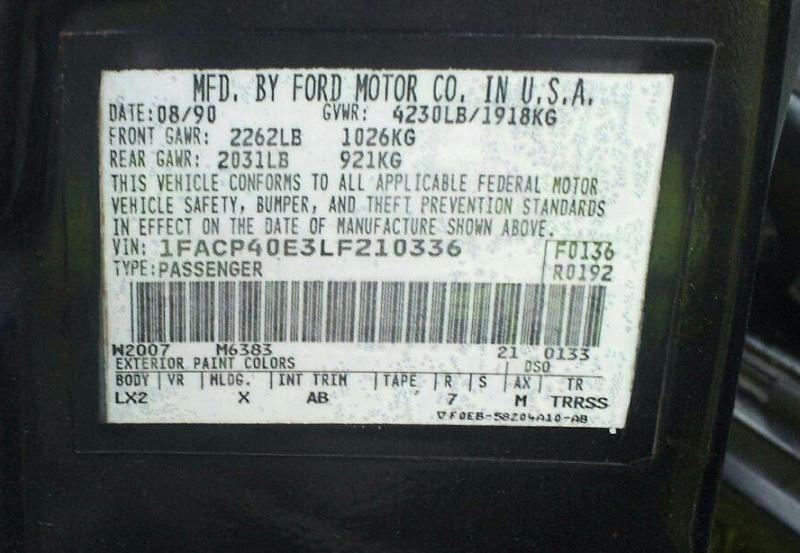 MFD. BY FORD MOTOR CO. IN U.S.A.
DATE: 08/90 GVWR: 4230LB/1918KG
FRONT GAWR: 2262LB 1026KG
REAR GAWR: 2031LB 921KG
THIS VEHICLE CONFORMS TO ALL APPLICABLE FEDERAL MOTOR
VEHICLE SAFETY, BUMPER, AND THEFT PREVENTION STANDARDS
IN EFFECT ON THE DATE OF MANUFACTURE SHOWN ABOVE.
VIN: 1FACP40E3LF210336 F0136
TYPE: PASSENGER R0192
W2007 M6383 21 0133
EXTERIOR PAINT COLORS DSO
BODY VR MLDG. INT TRIM TAPE R S AX TR
LX2 X AB 7 M TRRSS
▽F0EB-58204A10-AB